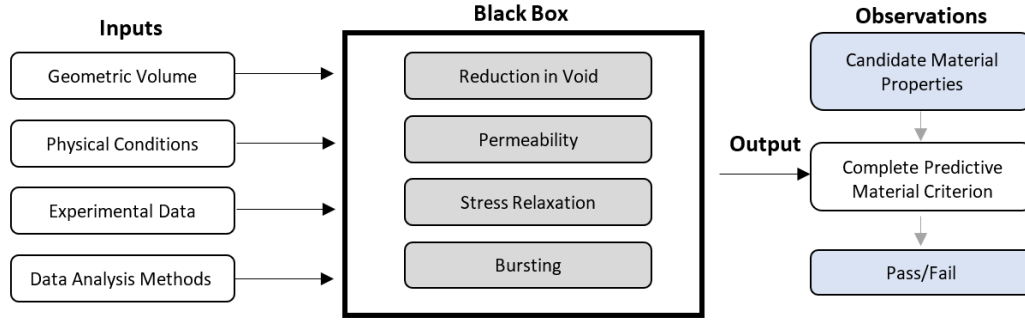 Inputs
Geometric Volume
Physical Conditions
Experimental Data
Data Analysis Methods
Black Box
Reduction in Void
Permeability
Stress Relaxation
Bursting
Output
Observations
Candidate Material
Properties
Complete Predictive
Material Criterion
Pass/Fail